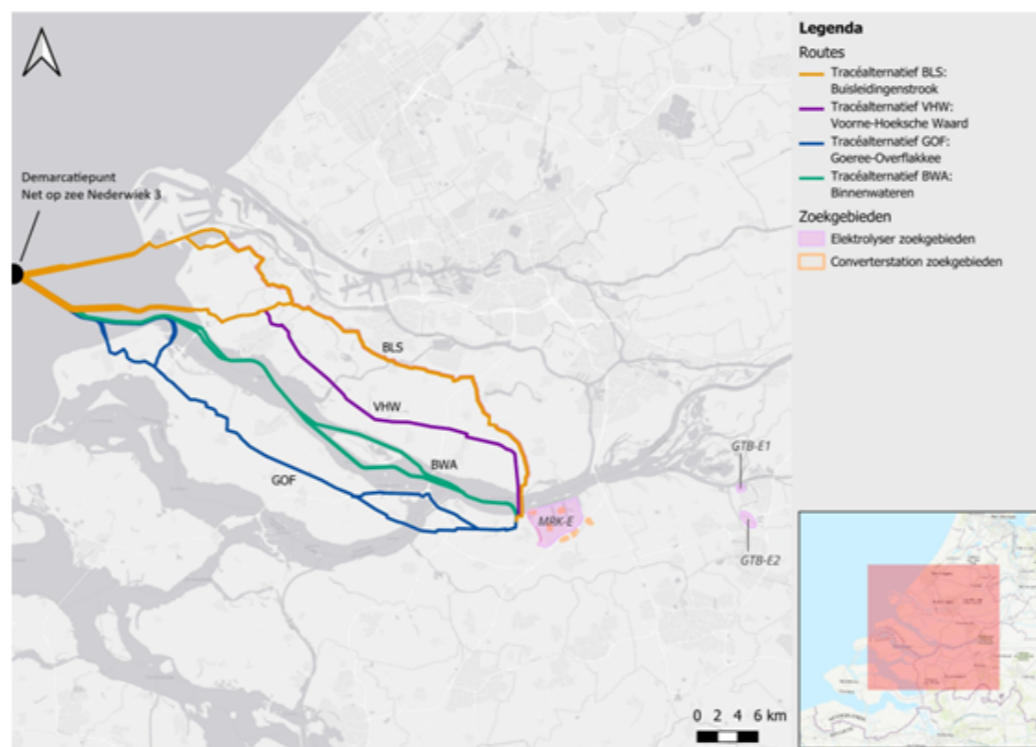 Demarcatiepunt
Net op zee Nederwiek 3
BLS
VHW
BWA
GOF
MRK-E
GTB-E1
GTB-E2
0 2 4 6 km
Legenda
Routes
Tracéalternatief BLS:
Buisleidingenstrook
Tracéalternatief VHW:
Voorne-Hoeksche Waard
Tracéalternatief GOF:
Goeree-Overflakkee
Tracéalternatief BWA:
Binnenwateren
Zoekgebieden
Elektrolyser zoekgebieden
Converterstation zoekgebieden